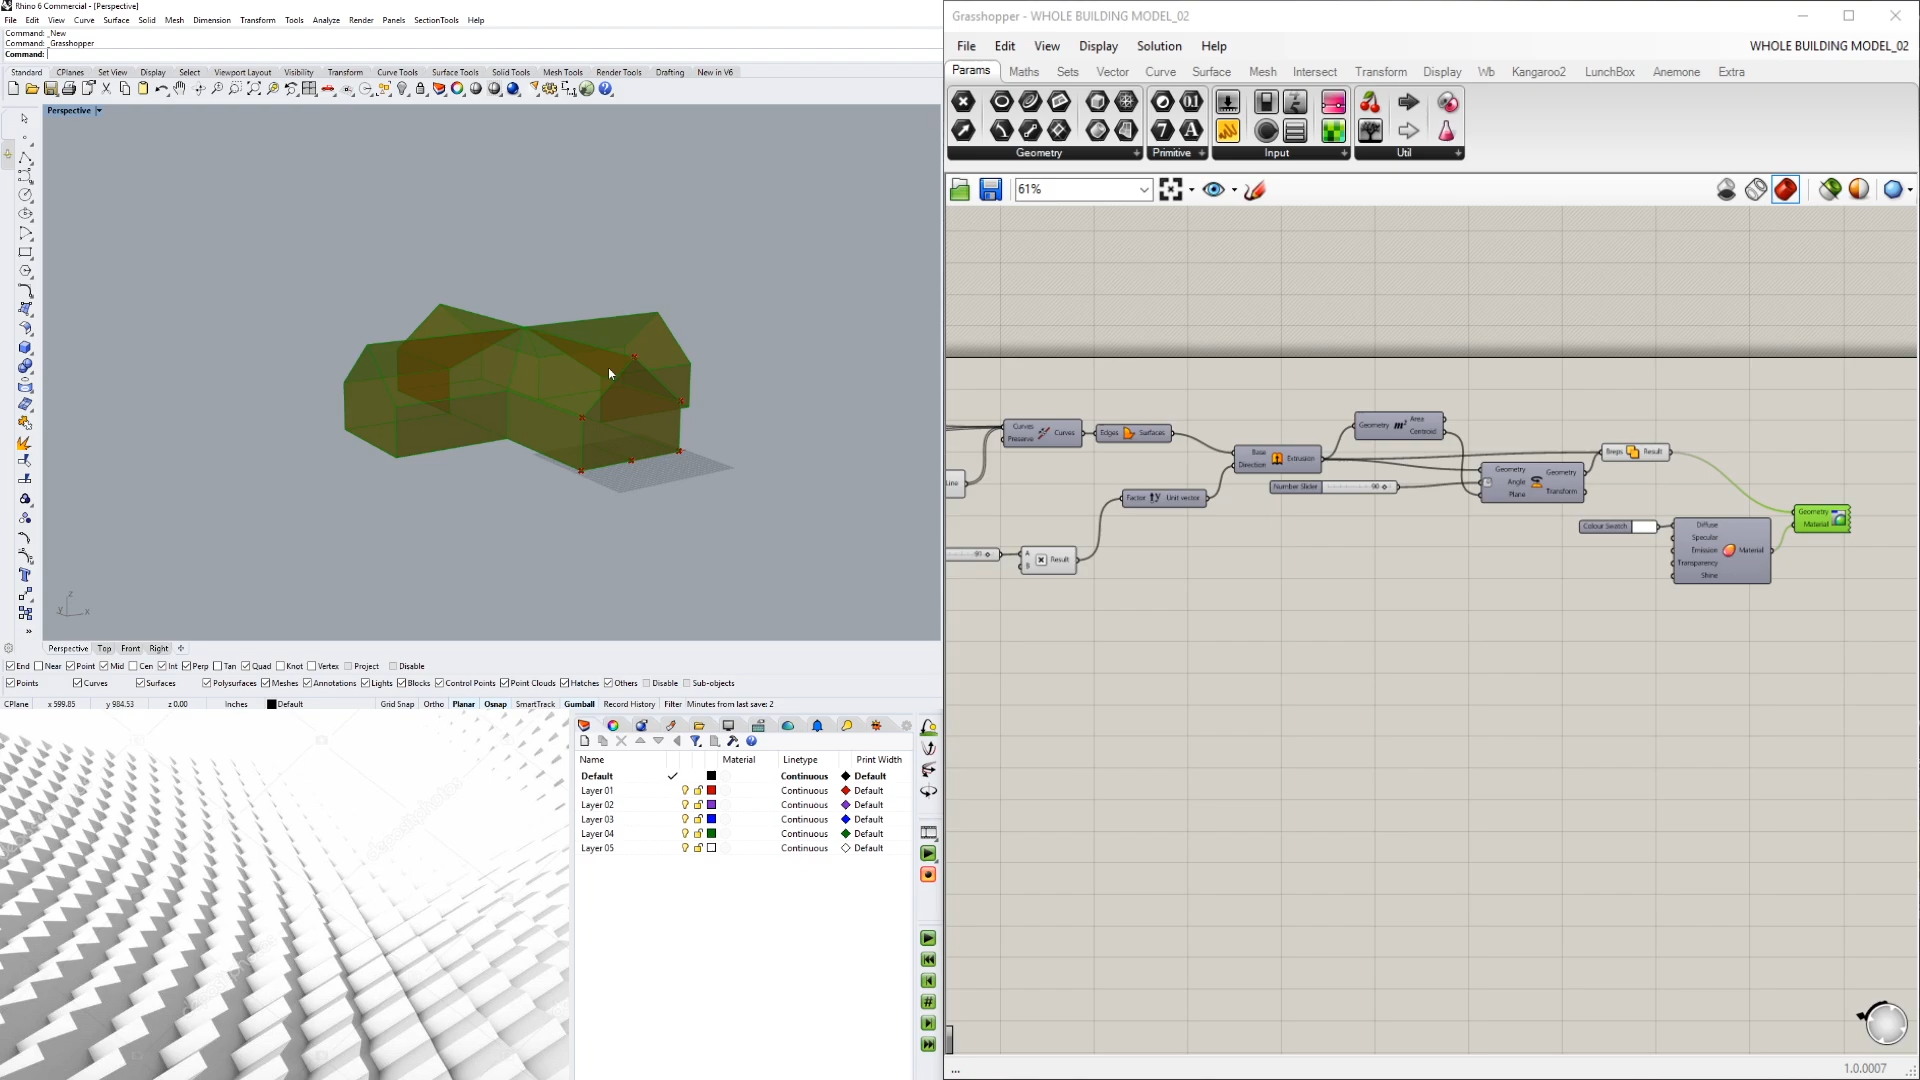 Rhino 6 Commercial - [Perspective]
File Edit View Curve Surface Solid Mesh Dimension Transform Tools Analyze Render Panels SectionTools Help
Command: _New
Command: _Grasshopper
Command:
Standard CPlanes Set View Display Select Viewport Layout Visibility Transform Curve Tools Surface Tools Solid Tools Mesh Tools Render Tools Drafting New in V6
Perspective
z
y x
Perspective Top Front Right
End Near Point Mid Cen Int Perp Tan Quad Knot Vertex Project Disable
Points Curves Surfaces Polysurfaces Meshes Annotations Lights Blocks Control Points Point Clouds Hatches Others Disable Sub-objects
CPlane x 599.85 y 984.53 z 0.00 Inches Default Grid Snap Ortho Planar Osnap SmartTrack Gumball Record History Filter Minutes from last save: 2
Name Material Linetype Print Width
Default Continuous Default
Layer 01 Continuous Default
Layer 02 Continuous Default
Layer 03 Continuous Default
Layer 04 Continuous Default
Layer 05 Continuous Default
Grasshopper - WHOLE BUILDING MODEL_02
File Edit View Display Solution Help WHOLE BUILDING MODEL_02
Params Maths Sets Vector Curve Surface Mesh Intersect Transform Display Wb Kangaroo2 LunchBox Anemone Extra
Geometry Primitive Input Util
61%
Curves
Preserve
Curves
Edges Surfaces
Base
Direction
Extrusion
Geometry
Area
Centroid
Line
Factor Unit vector
Number Slider 90
Geometry
Angle
Plane
Geometry
Transform
Breps Result
Geometry
Material
Colour Swatch
Diffuse
Specular
Emission
Transparency
Shine
Material
A
B
Result
...
1.0.0007